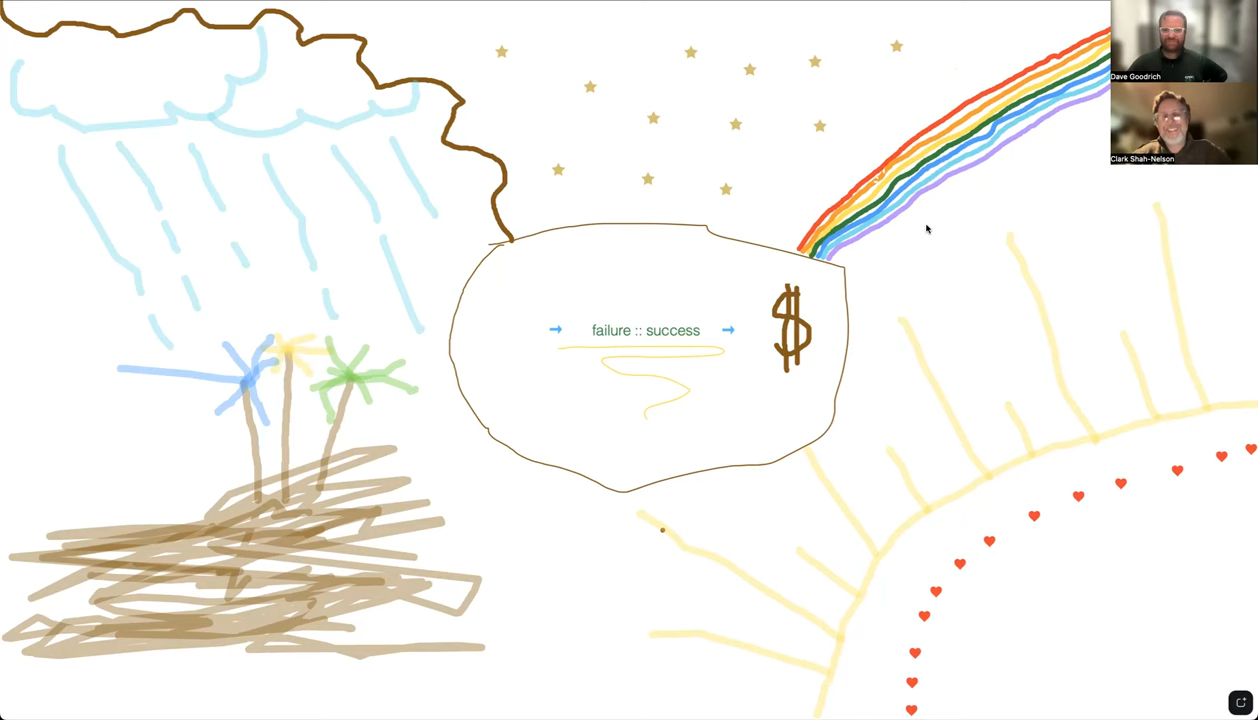 Dave Goodrich
Clark Shah-Nelson
➞ failure :: success ➞ $